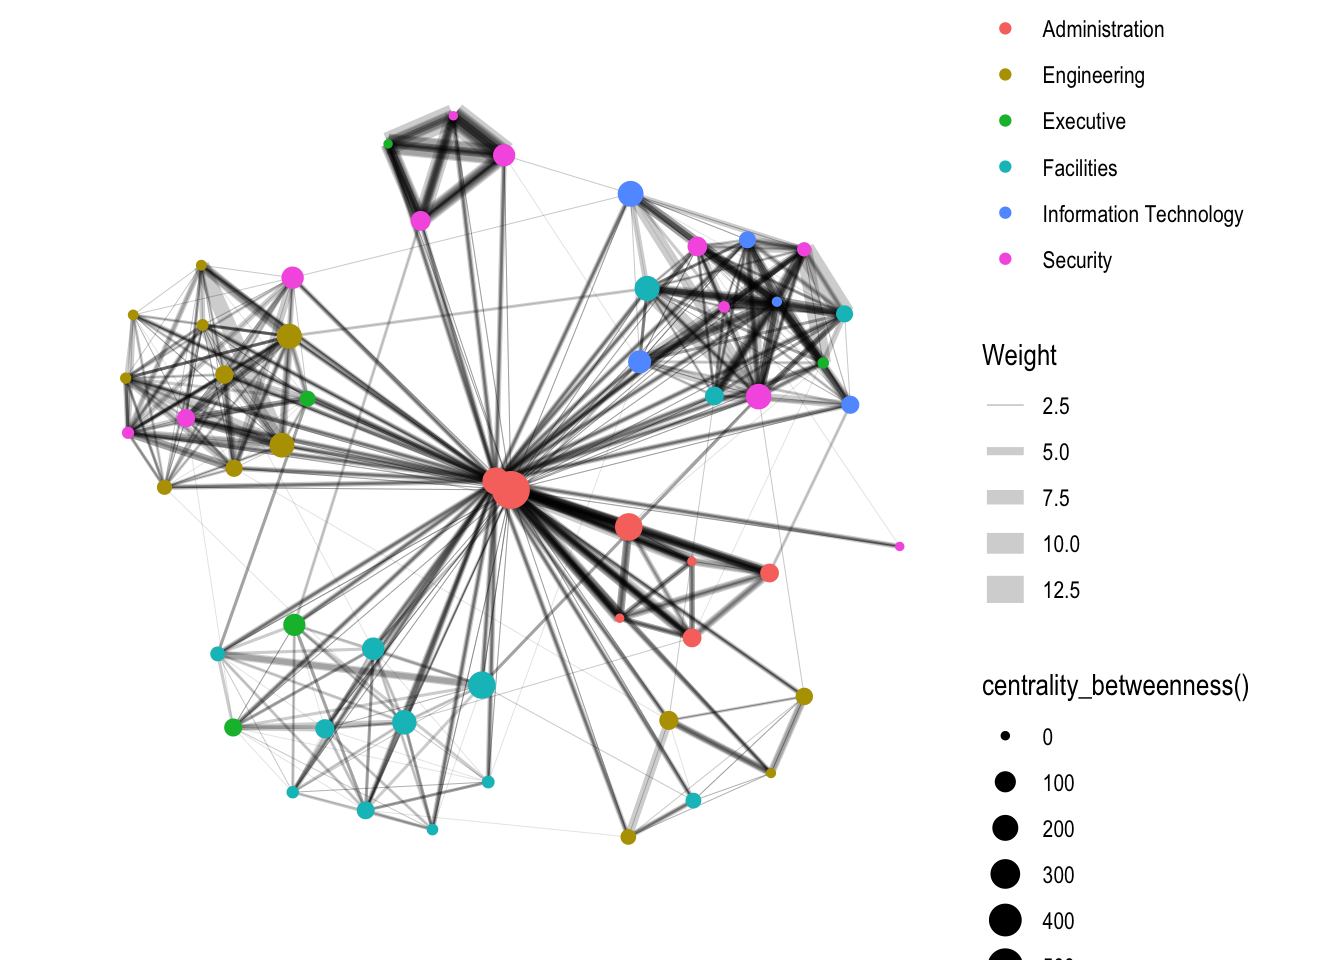 Administration
Engineering
Executive
Facilities
Information Technology
Security
Weight
2.5
5.0
7.5
10.0
12.5
centrality_betweenness()
0
100
200
300
400